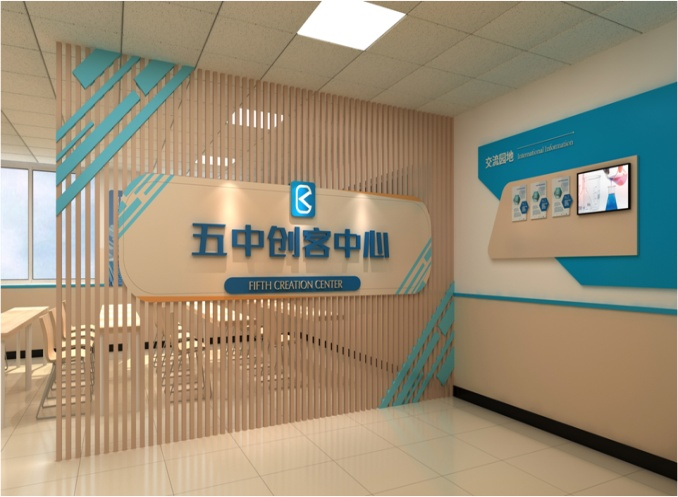 五中创客中心
FIFTH CREATION CENTER
交流园地
International Information